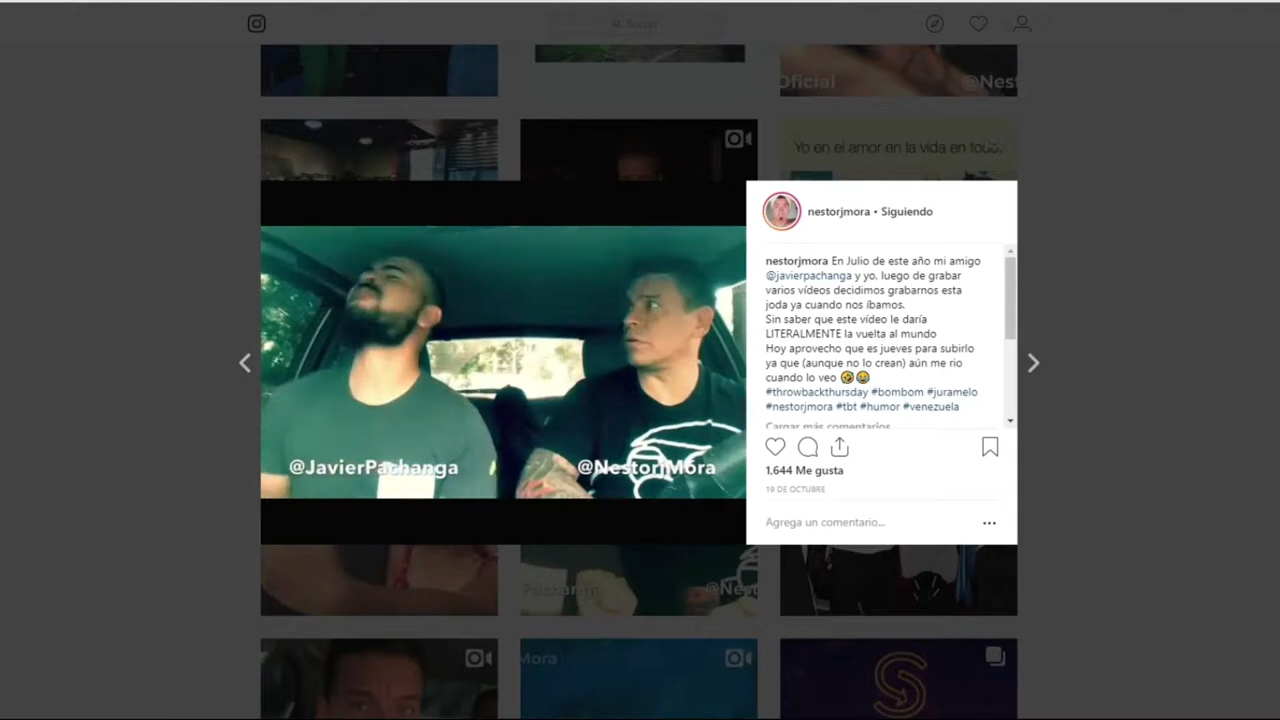 Buscar
Oficial
@Nest
Yo en el amor en la vida en todo.
nestorjmora • Siguiendo
nestorjmora En Julio de este año mi amigo
@javierpachanga y yo, luego de grabar
varios vídeos decidimos grabarnos esta
joda ya cuando nos íbamos.
Sin saber que este vídeo le daría
LITERALMENTE la vuelta al mundo
Hoy aprovecho que es jueves para subirlo
ya que (aunque no lo crean) aún me rio
cuando lo veo 🤣😂
#throwbackthursday #bombom #juramelo
#nestorjmora #tbt #humor #venezuela
Cargar más comentarios
@JavierPachanga
@NestorjMora
1,644 Me gusta
19 DE OCTUBRE
Agrega un comentario...
Pachanga
@Nest
Mora